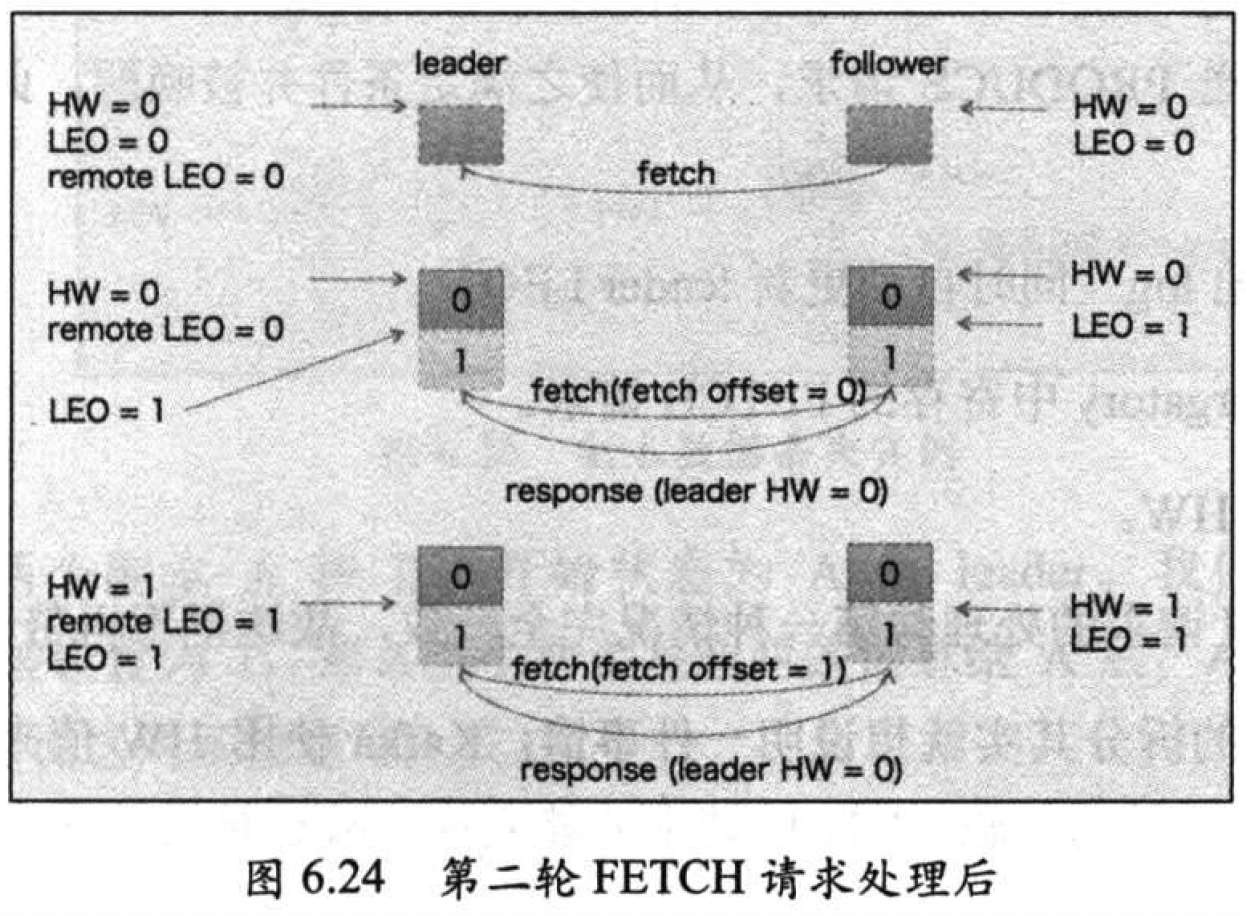 leader follower
HW = 0
LEO = 0
remote LEO = 0
HW = 0
LEO = 0
fetch
HW = 0
remote LEO = 0
LEO = 1
0
1
0
1
HW = 0
LEO = 1
fetch(fetch offset = 0)
response (leader HW = 0)
HW = 1
remote LEO = 1
LEO = 1
0
1
0
1
HW = 1
LEO = 1
fetch(fetch offset = 1)
response (leader HW = 0)
图 6.24 第二轮 FETCH 请求处理后